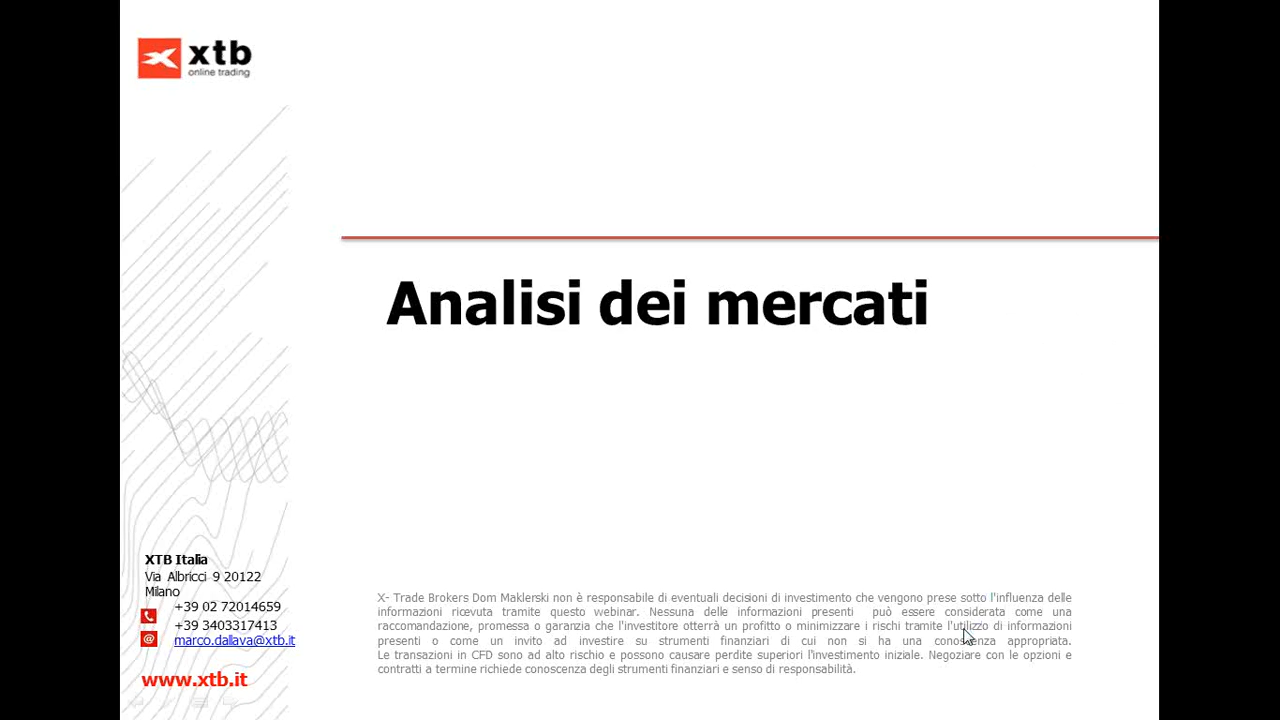 xtb
online trading
Analisi dei mercati
XTB Italia
Via Albricci 9 20122
Milano
+39 02 72014659
+39 3403317413
marco.dallava@xtb.it
www.xtb.it
X- Trade Brokers Dom Maklerski non è responsabile di eventuali decisioni di investimento che vengono prese sotto l'influenza delle
informazioni ricevuta tramite questo webinar. Nessuna delle informazioni presenti può essere considerata come una
raccomandazione, promessa o garanzia che l'investitore otterrà un profitto o minimizzare i rischi tramite l'utilizzo di informazioni
presenti o come un invito ad investire su strumenti finanziari di cui non si ha una conoscenza appropriata.
Le transazioni in CFD sono ad alto rischio e possono causare perdite superiori l'investimento iniziale. Negoziare con le opzioni e
contratti a termine richiede conoscenza degli strumenti finanziari e senso di responsabilità.